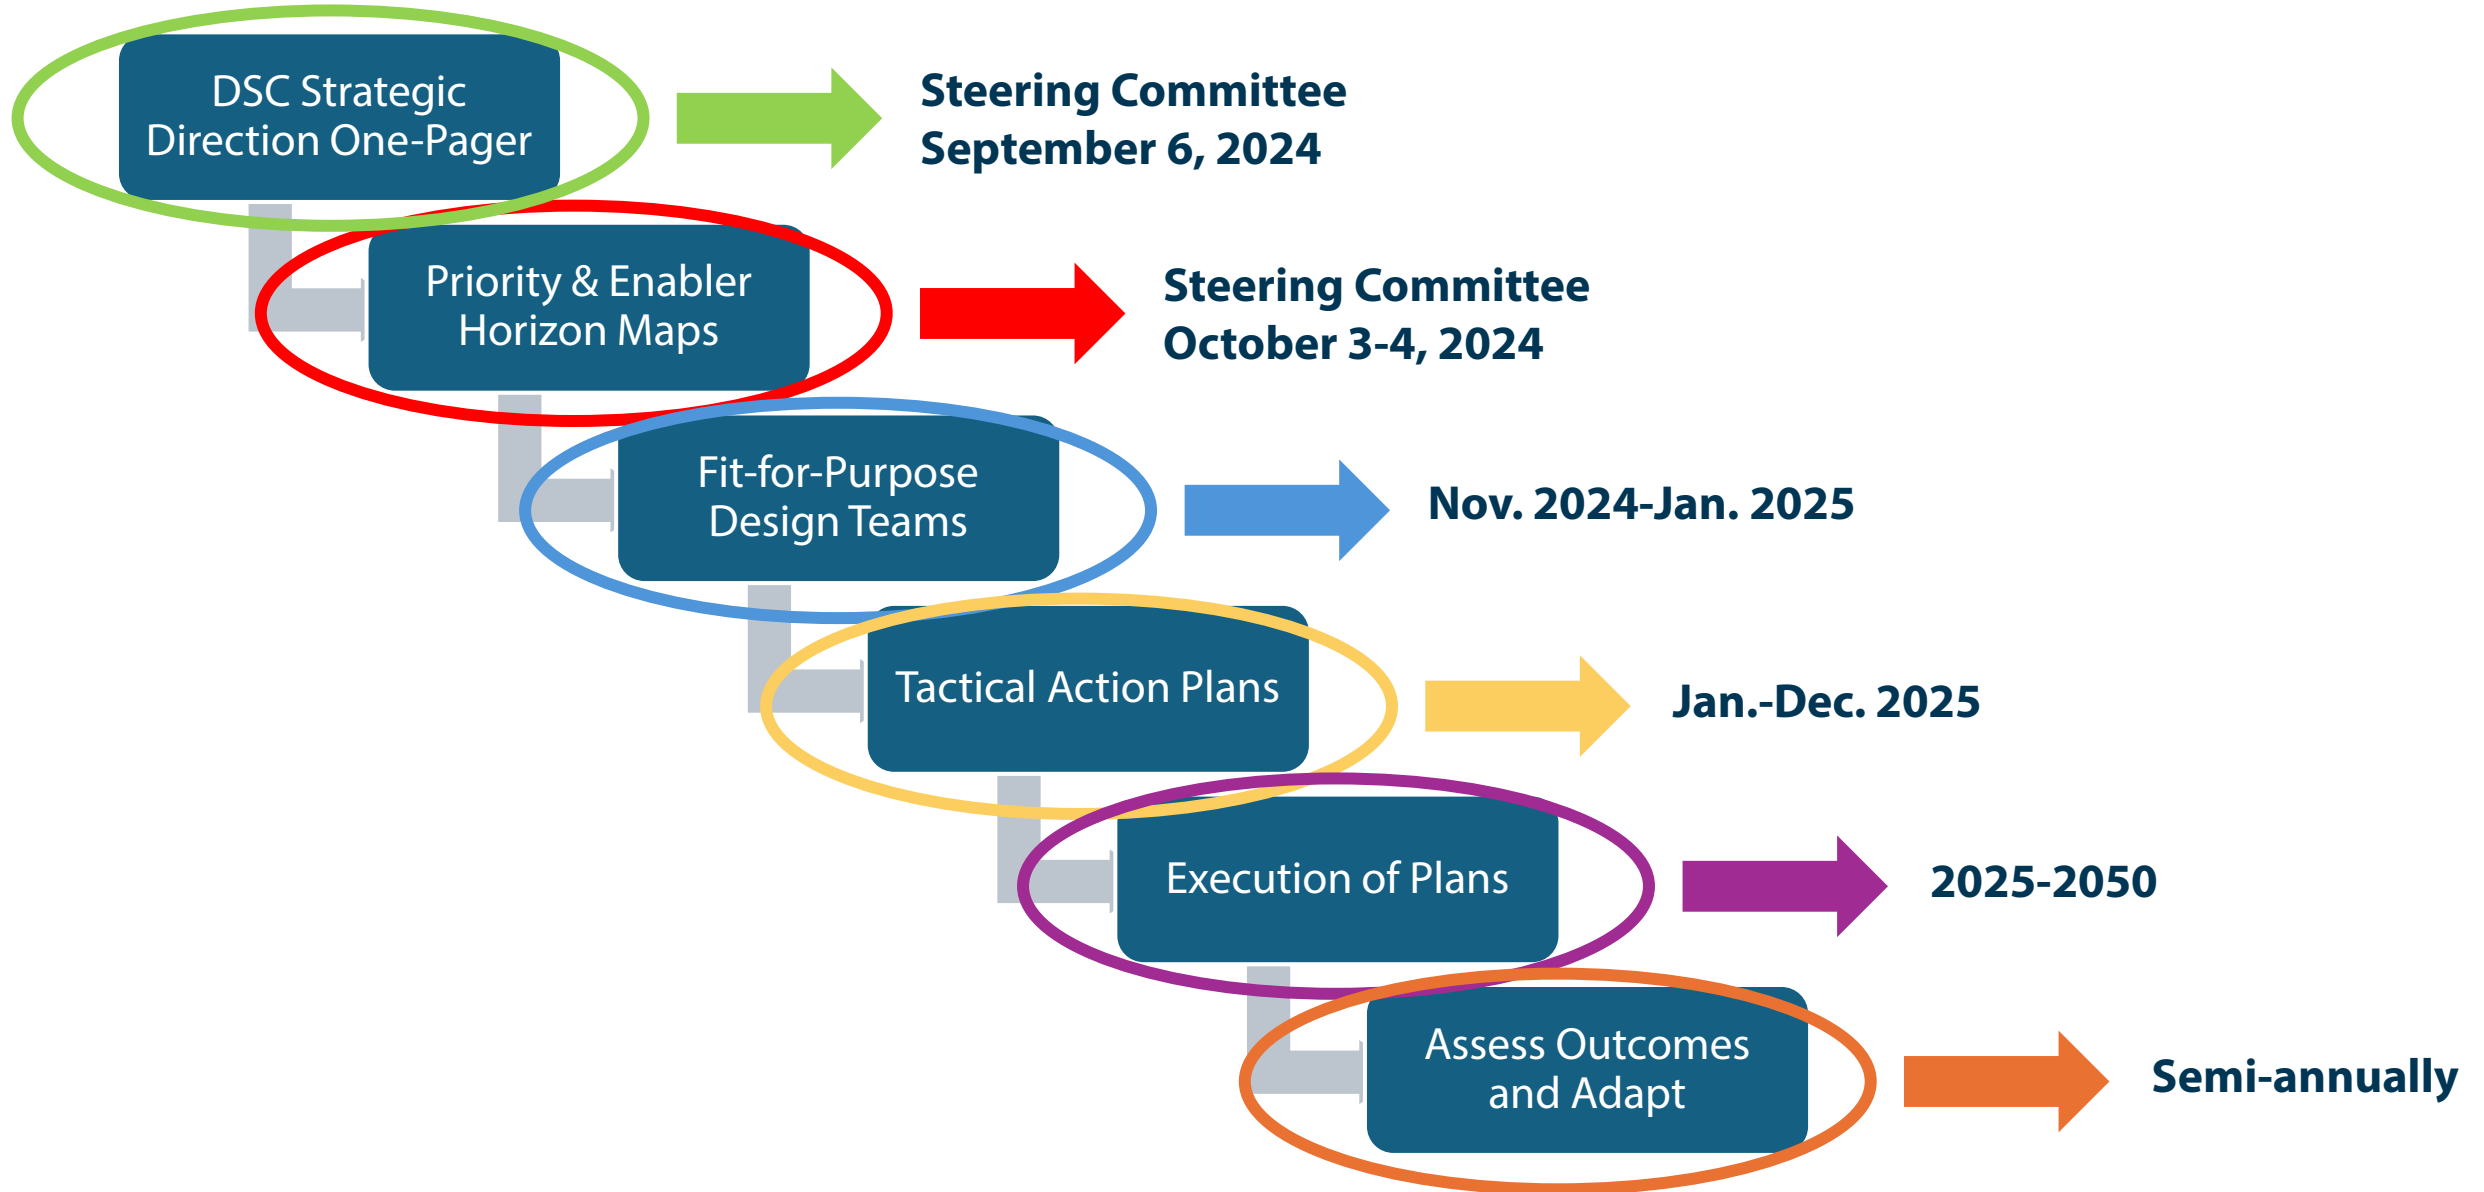 DSC Strategic
Direction One-Pager
Steering Committee
September 6, 2024
Priority & Enabler
Horizon Maps
Steering Committee
October 3-4, 2024
Fit-for-Purpose
Design Teams
Nov. 2024-Jan. 2025
Tactical Action Plans
Jan.-Dec. 2025
Execution of Plans
2025-2050
Assess Outcomes
and Adapt
Semi-annually